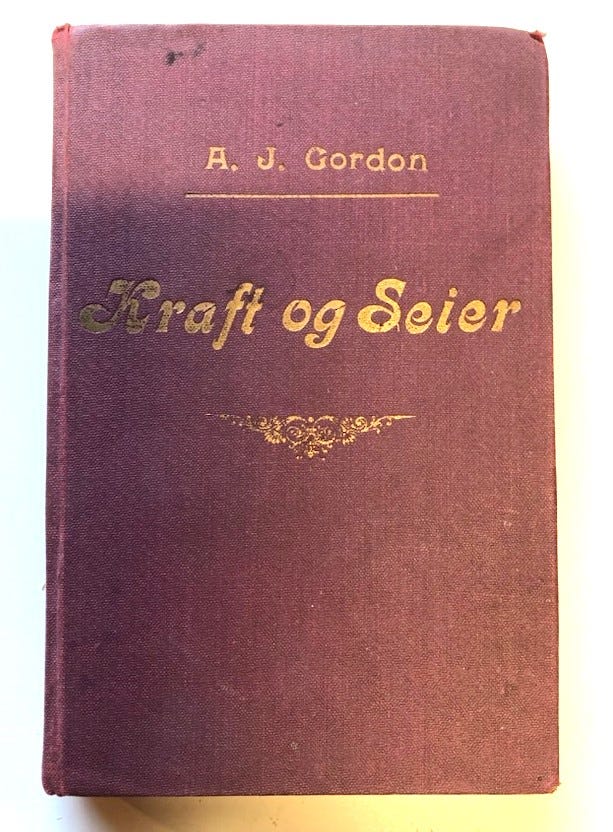 A. J. Gordon
Kraft og Seier